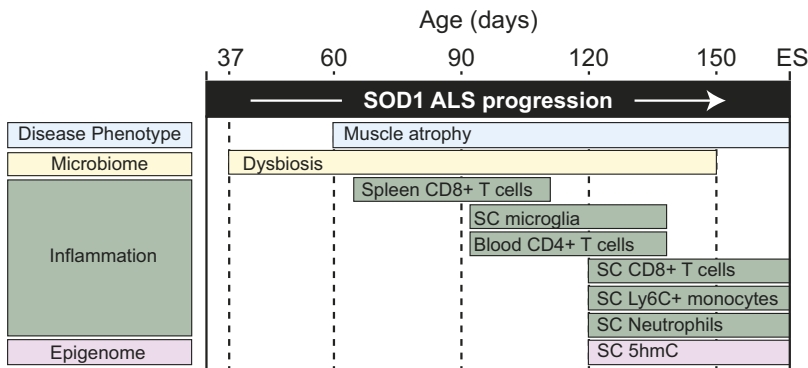 Age (days)
37 60 90 120 150 ES
SOD1 ALS progression
Disease Phenotype Muscle atrophy
Microbiome Dysbiosis
Spleen CD8+ T cells
SC microglia
Inflammation Blood CD4+ T cells
SC CD8+ T cells
SC Ly6C+ monocytes
SC Neutrophils
Epigenome SC 5hmC